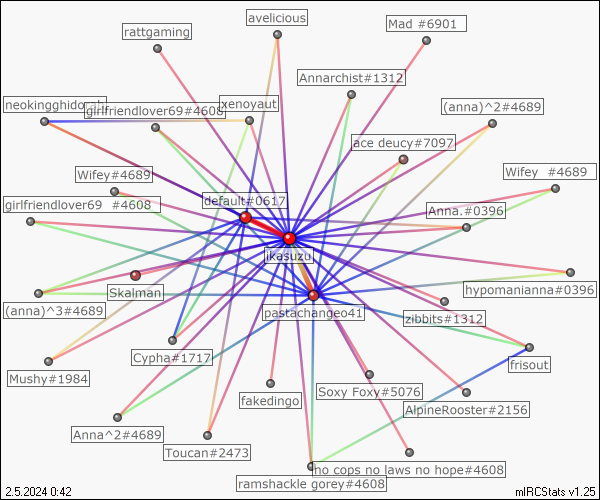 avelicious
rattgaming
Mad #6901
Annarchist#1312
neokingghidorah
girlfriendlover69#4608
xenoyaut
(anna)^2#4689
ace deucy#7097
Wifey#4689
Wifey  #4689
default#0617
girlfriendlover69  #4608
Anna.#0396
ikasuzu
Skalman
hypomanianna#0396
(anna)^3#4689
pastachangeo41
zibbits#1312
Cypha#1717
frisout
Mushy#1984
Soxy Foxy#5076
fakedingo
AlpineRooster#2156
Anna^2#4689
Toucan#2473
no cops no laws no hope#4608
ramshackle gorey#4608
2.5.2024 0:42
mIRCStats v1.25